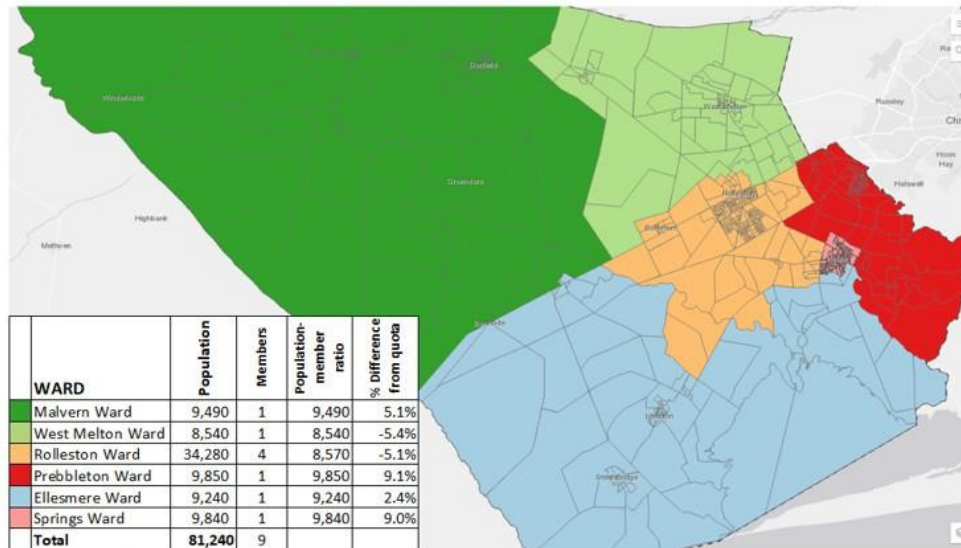 Darfield
Windwhistle
West Melton
Russley
Greendale
Rolleston
Hoon
Hay
Halswell
Highbank
Methven
WARD Population Members Population-member ratio % Difference from quota
Malvern Ward 9,490 1 9,490 5.1%
West Melton Ward 8,540 1 8,540 -5.4%
Rolleston Ward 34,280 4 8,570 -5.1%
Prebbleton Ward 9,850 1 9,850 9.1%
Ellesmere Ward 9,240 1 9,240 2.4%
Springs Ward 9,840 1 9,840 9.0%
Total 81,240 9